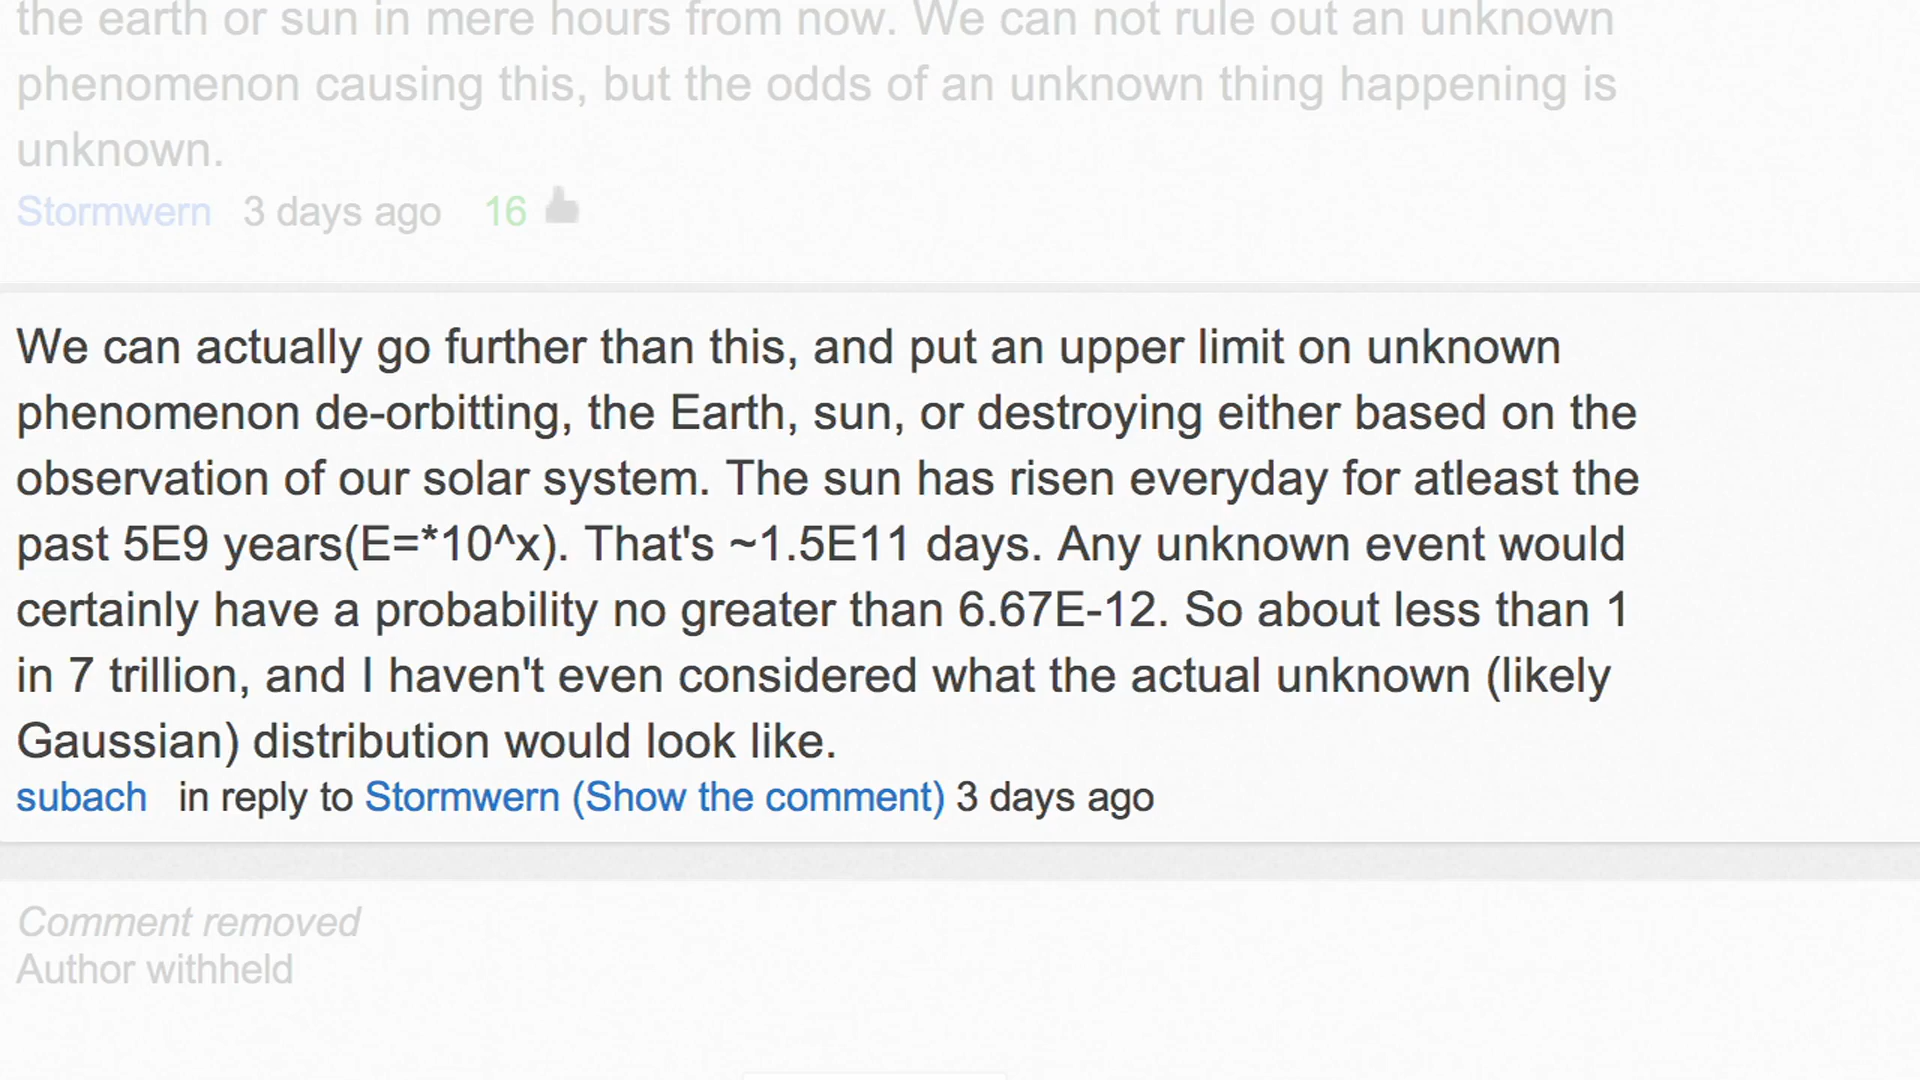 the earth or sun in mere hours from now. We can not rule out an unknown
phenomenon causing this, but the odds of an unknown thing happening is
unknown.
Stormwern 3 days ago 16
We can actually go further than this, and put an upper limit on unknown
phenomenon de-orbitting, the Earth, sun, or destroying either based on the
observation of our solar system. The sun has risen everyday for atleast the
past 5E9 years(E=*10^x). That's ~1.5E11 days. Any unknown event would
certainly have a probability no greater than 6.67E-12. So about less than 1
in 7 trillion, and I haven't even considered what the actual unknown (likely
Gaussian) distribution would look like.
subach in reply to Stormwern (Show the comment) 3 days ago
Comment removed
Author withheld